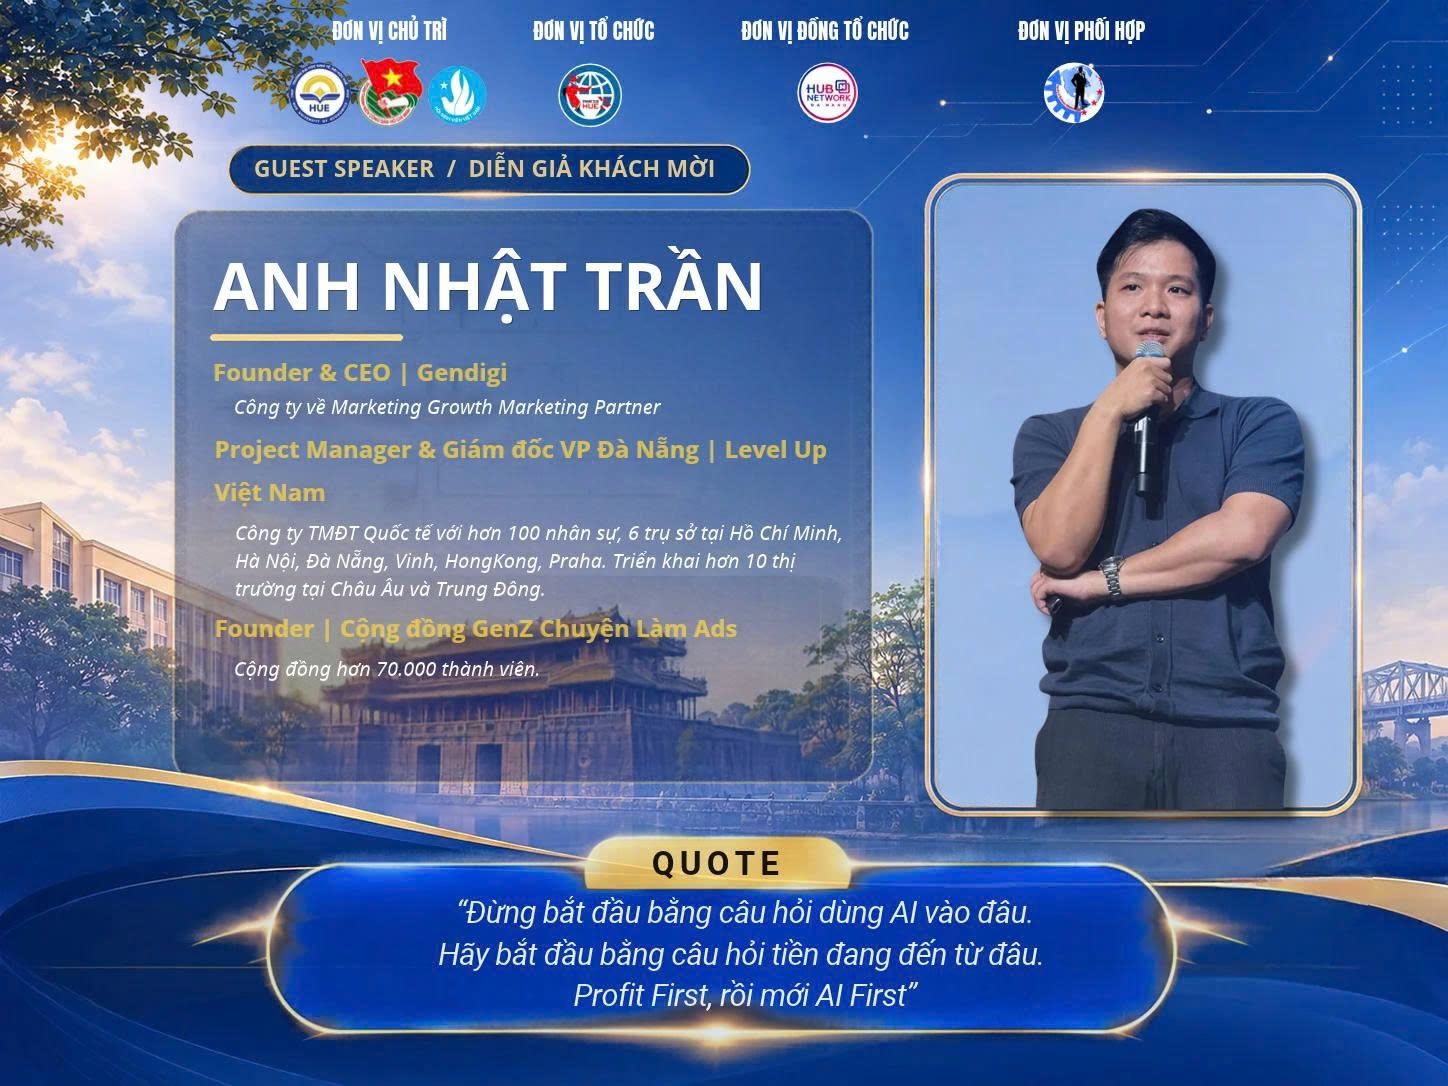 ĐƠN VỊ CHỦ TRÌ
ĐƠN VỊ TỔ CHỨC
ĐƠN VỊ ĐỒNG TỔ CHỨC
ĐƠN VỊ PHỐI HỢP
HUE
HUE
HUB
NETWORK
DA NANG
GUEST SPEAKER / DIỄN GIẢ KHÁCH MỜI
ANH NHẬT TRẦN
Founder & CEO | Gendigi
Công ty về Marketing Growth Marketing Partner
Project Manager & Giám đốc VP Đà Nẵng | Level Up
Việt Nam
Công ty TMĐT Quốc tế với hơn 100 nhân sự, 6 trụ sở tại Hồ Chí Minh,
Hà Nội, Đà Nẵng, Vinh, HongKong, Praha. Triển khai hơn 10 thị
trường tại Châu Âu và Trung Đông.
Founder | Cộng đồng GenZ Chuyện Làm Ads
Cộng đồng hơn 70.000 thành viên.
QUOTE
“Đừng bắt đầu bằng câu hỏi dùng AI vào đâu.
Hãy bắt đầu bằng câu hỏi tiền đang đến từ đâu.
Profit First, rồi mới AI First”